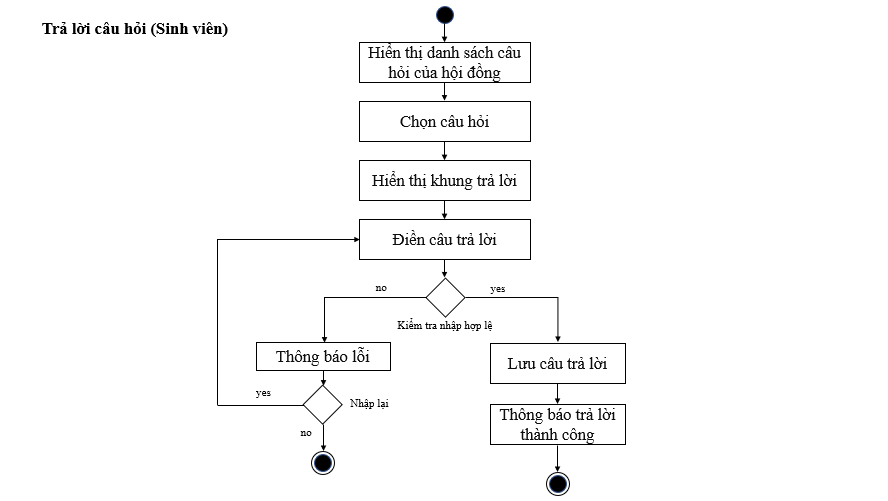 Trả lời câu hỏi (Sinh viên)
Hiển thị danh sách câu
hỏi của hội đồng
Chọn câu hỏi
Hiển thị khung trả lời
Điền câu trả lời
no
yes
Kiểm tra nhập hợp lệ
Thông báo lỗi
Lưu câu trả lời
yes
Nhập lại
Thông báo trả lời
thành công
no